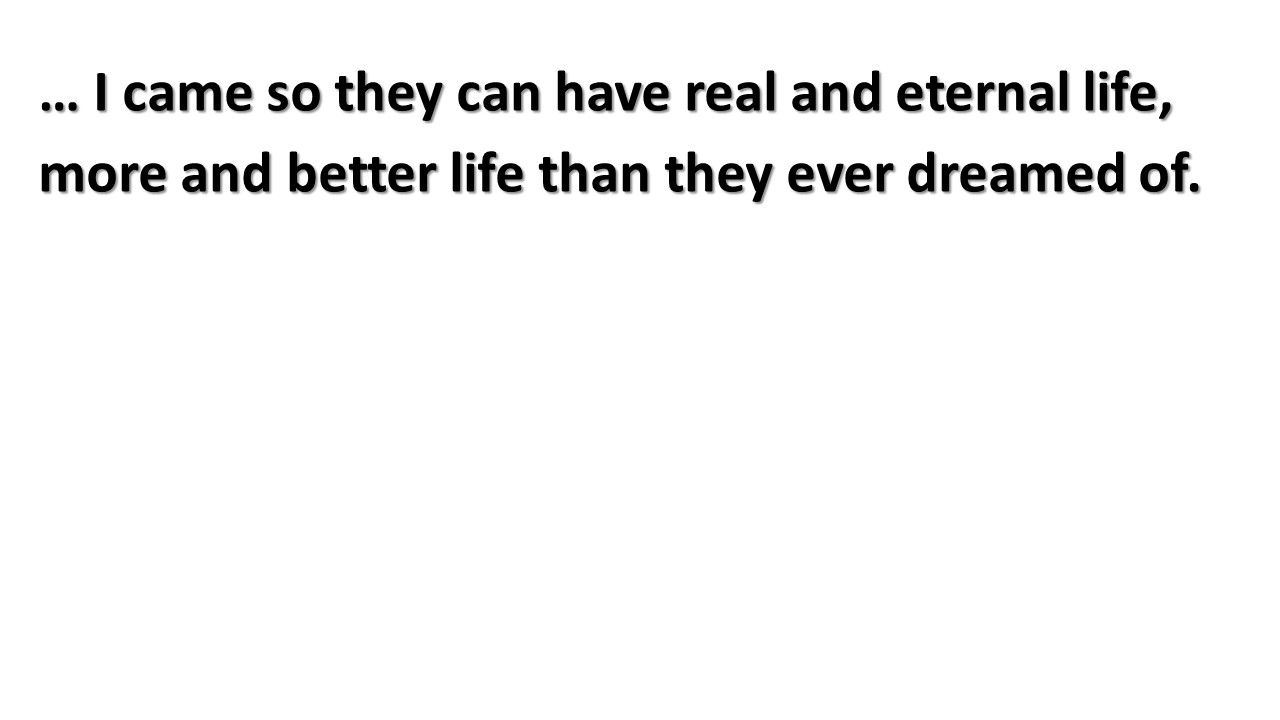 … I came so they can have real and eternal life,
more and better life than they ever dreamed of.